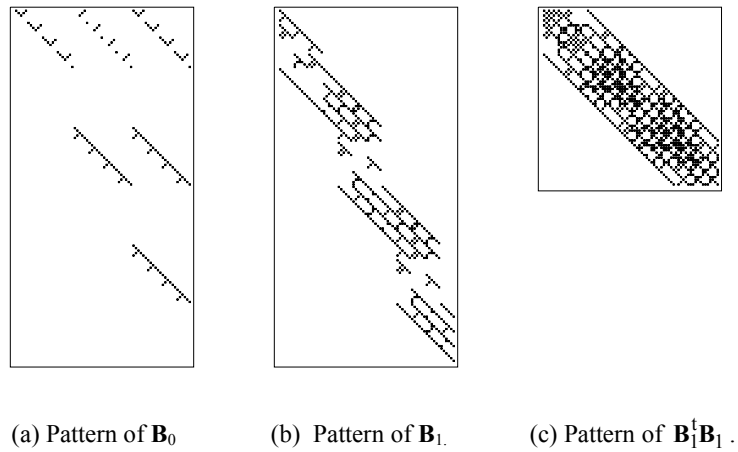 (a) Pattern of B₀ (b) Pattern of B₁. (c) Pattern of B₁ᵗB₁ .